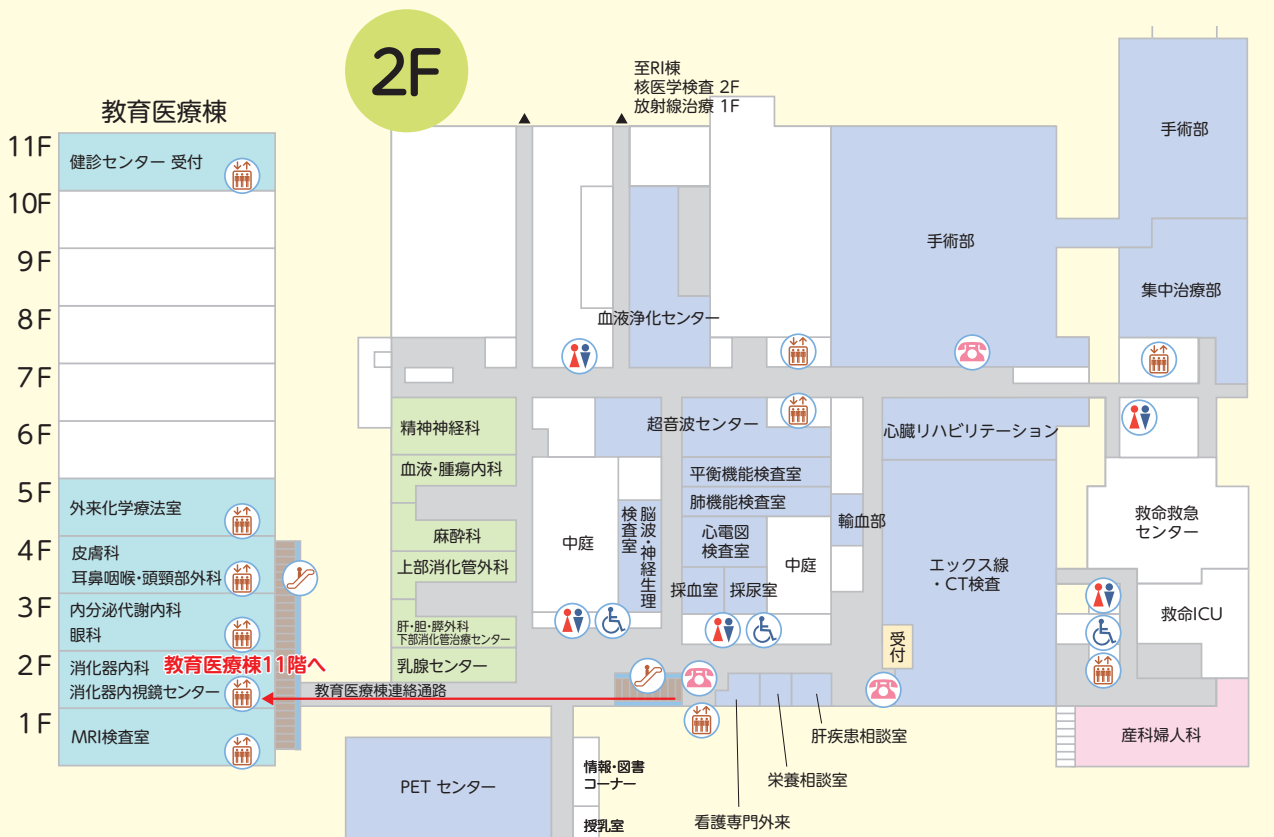 2F
至RI棟
核医学検査 2F
放射線治療 1F
教育医療棟
11F
健診センター 受付
10F
9F
8F
7F
6F
5F
外来化学療法室
4F
皮膚科
耳鼻咽喉・頭頸部外科
3F
内分泌代謝内科
眼科
2F
消化器内科
消化器内視鏡センター
教育医療棟11階へ
教育医療棟連絡通路
1F
MRI検査室
手術部
手術部
集中治療部
血液浄化センター
精神神経科
血液・腫瘍内科
麻酔科
上部消化管外科
肝・胆・膵外科
下部消化管治療センター
乳腺センター
中庭
超音波センター
平衡機能検査室
肺機能検査室
脳波・神経生理
検査室
心電図
検査室
採血室
採尿室
中庭
輸血部
心臓リハビリテーション
エックス線
・CT検査
受付
救命救急
センター
救命ICU
産科婦人科
肝疾患相談室
栄養相談室
看護専門外来
PET センター
情報・図書
コーナー
授乳室